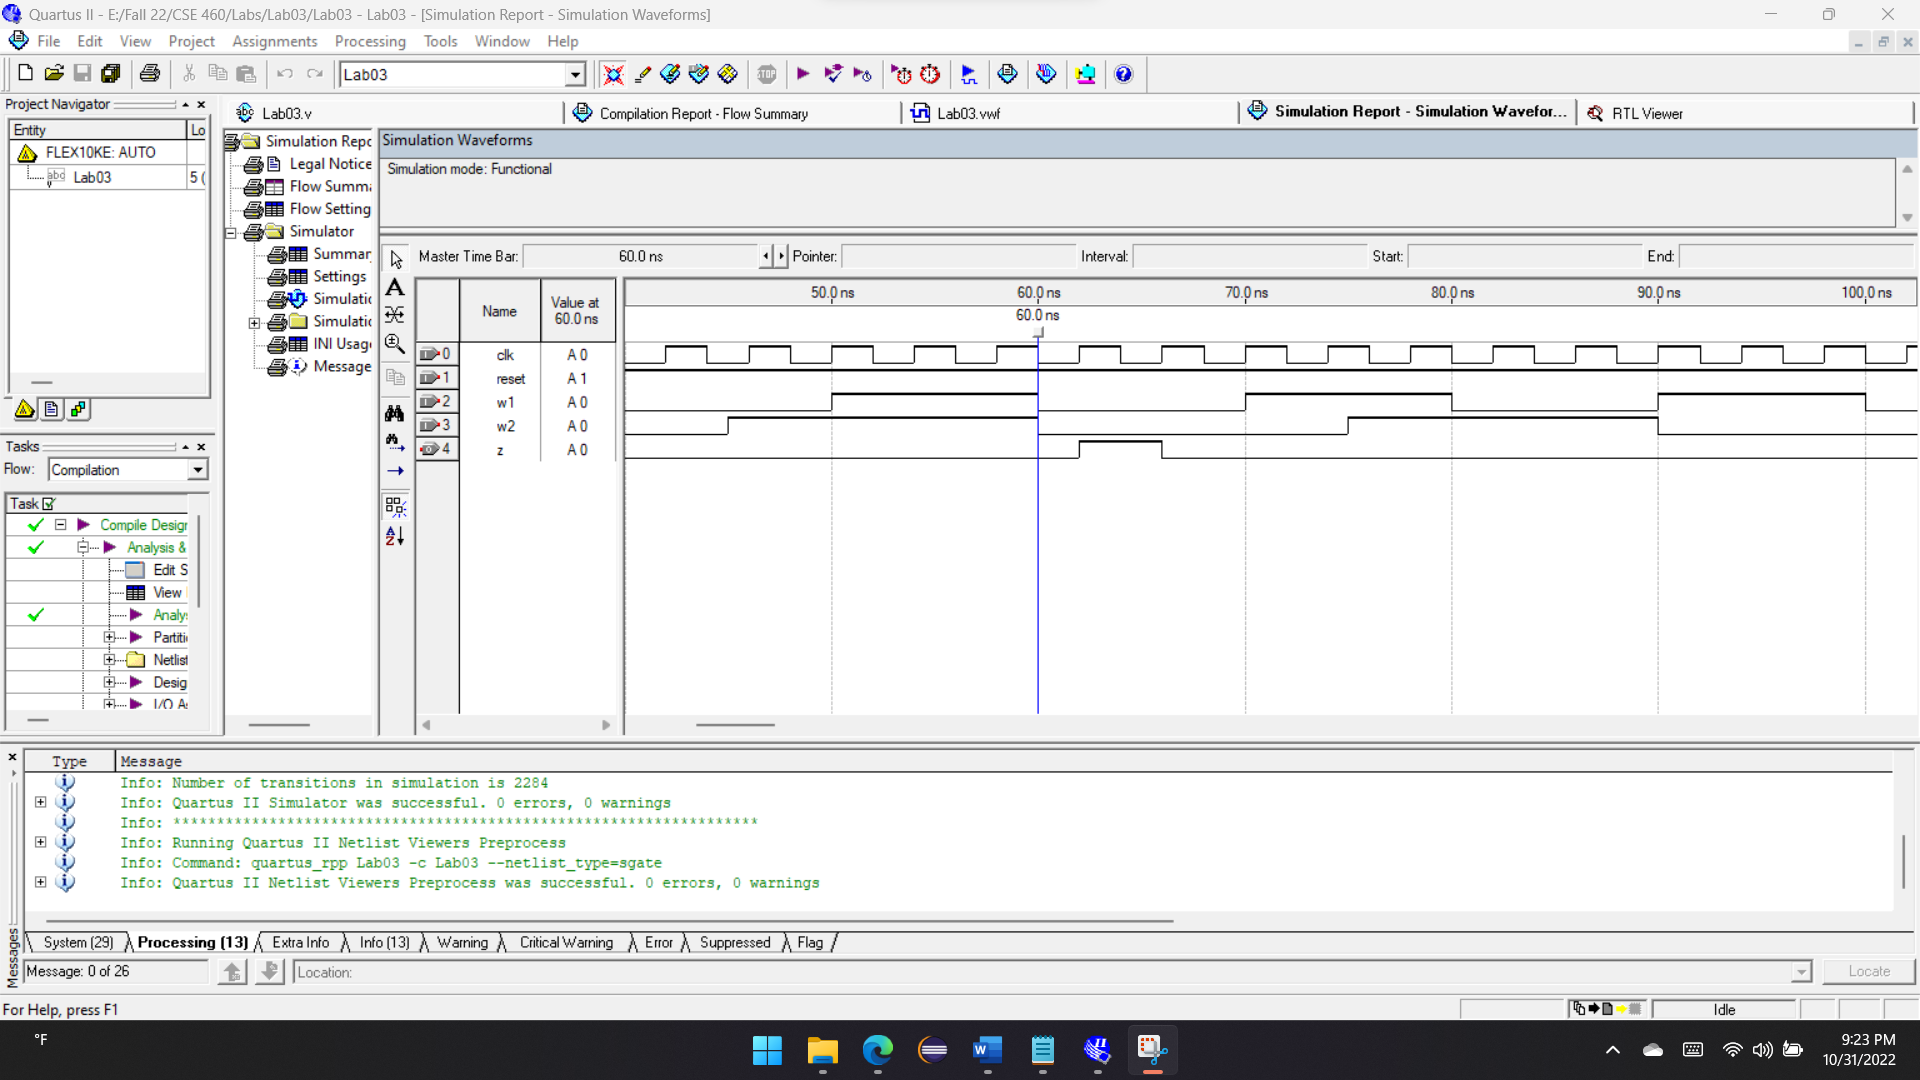 Quartus II - E:/Fall 22/CSE 460/Labs/Lab03/Lab03 - Lab03 - [Simulation Report - Simulation Waveforms]
File Edit View Project Assignments Processing Tools Window Help
Lab03
STOP
Project Navigator
Entity Lo
FLEX10KE: AUTO
abc Lab03 5 (
Lab03.v
Compilation Report - Flow Summary
Lab03.vwf
Simulation Report - Simulation Wavefor...
RTL Viewer
Simulation Repc
Legal Notice
Flow Summa
Flow Setting
Simulator
Summar
Settings
Simulatic
Simulatic
INI Usag
Message
Simulation Waveforms
Simulation mode: Functional
Master Time Bar: 60.0 ns Pointer: Interval: Start: End:
Name
Value at
60.0 ns
50.0 ns 60.0 ns 70.0 ns 80.0 ns 90.0 ns 100.0 ns
60.0 ns
0 clk A 0
1 reset A 1
2 w1 A 0
3 w2 A 0
4 z A 0
Tasks
Flow: Compilation
Task
Compile Design
Analysis &
Edit S
View
Analys
Partiti
Netlist
Desig
I/O As
Type Message
Info: Number of transitions in simulation is 2284
Info: Quartus II Simulator was successful. 0 errors, 0 warnings
Info: *******************************************************************
Info: Running Quartus II Netlist Viewers Preprocess
Info: Command: quartus_rpp Lab03 -c Lab03 --netlist_type=sgate
Info: Quartus II Netlist Viewers Preprocess was successful. 0 errors, 0 warnings
Messages
System (29) Processing (13) Extra Info Info (13) Warning Critical Warning Error Suppressed Flag
Message: 0 of 26 Location: Locate
For Help, press F1 Idle
°F
9:23 PM
10/31/2022